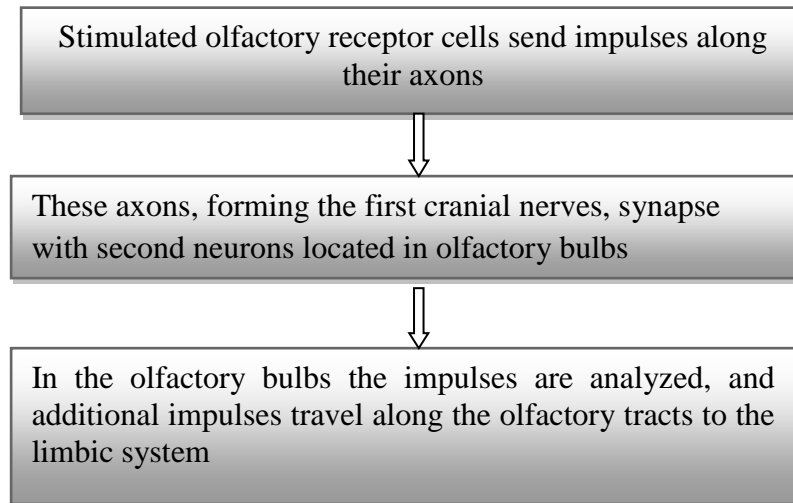 Stimulated olfactory receptor cells send impulses along
their axons
These axons, forming the first cranial nerves, synapse
with second neurons located in olfactory bulbs
In the olfactory bulbs the impulses are analyzed, and
additional impulses travel along the olfactory tracts to the
limbic system